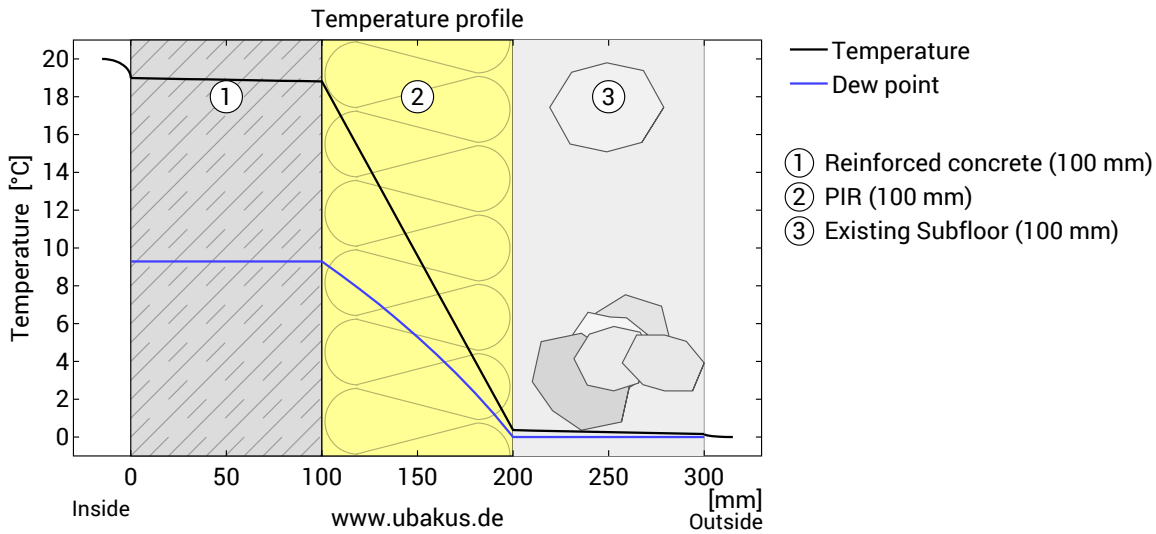 Temperature profile
Temperature [°C]
20
18
16
14
12
10
8
6
4
2
0
1
2
3
0
50
100
150
200
250
300
[mm]
Inside
www.ubakus.de
Outside
Temperature
Dew point
1 Reinforced concrete (100 mm)
2 PIR (100 mm)
3 Existing Subfloor (100 mm)